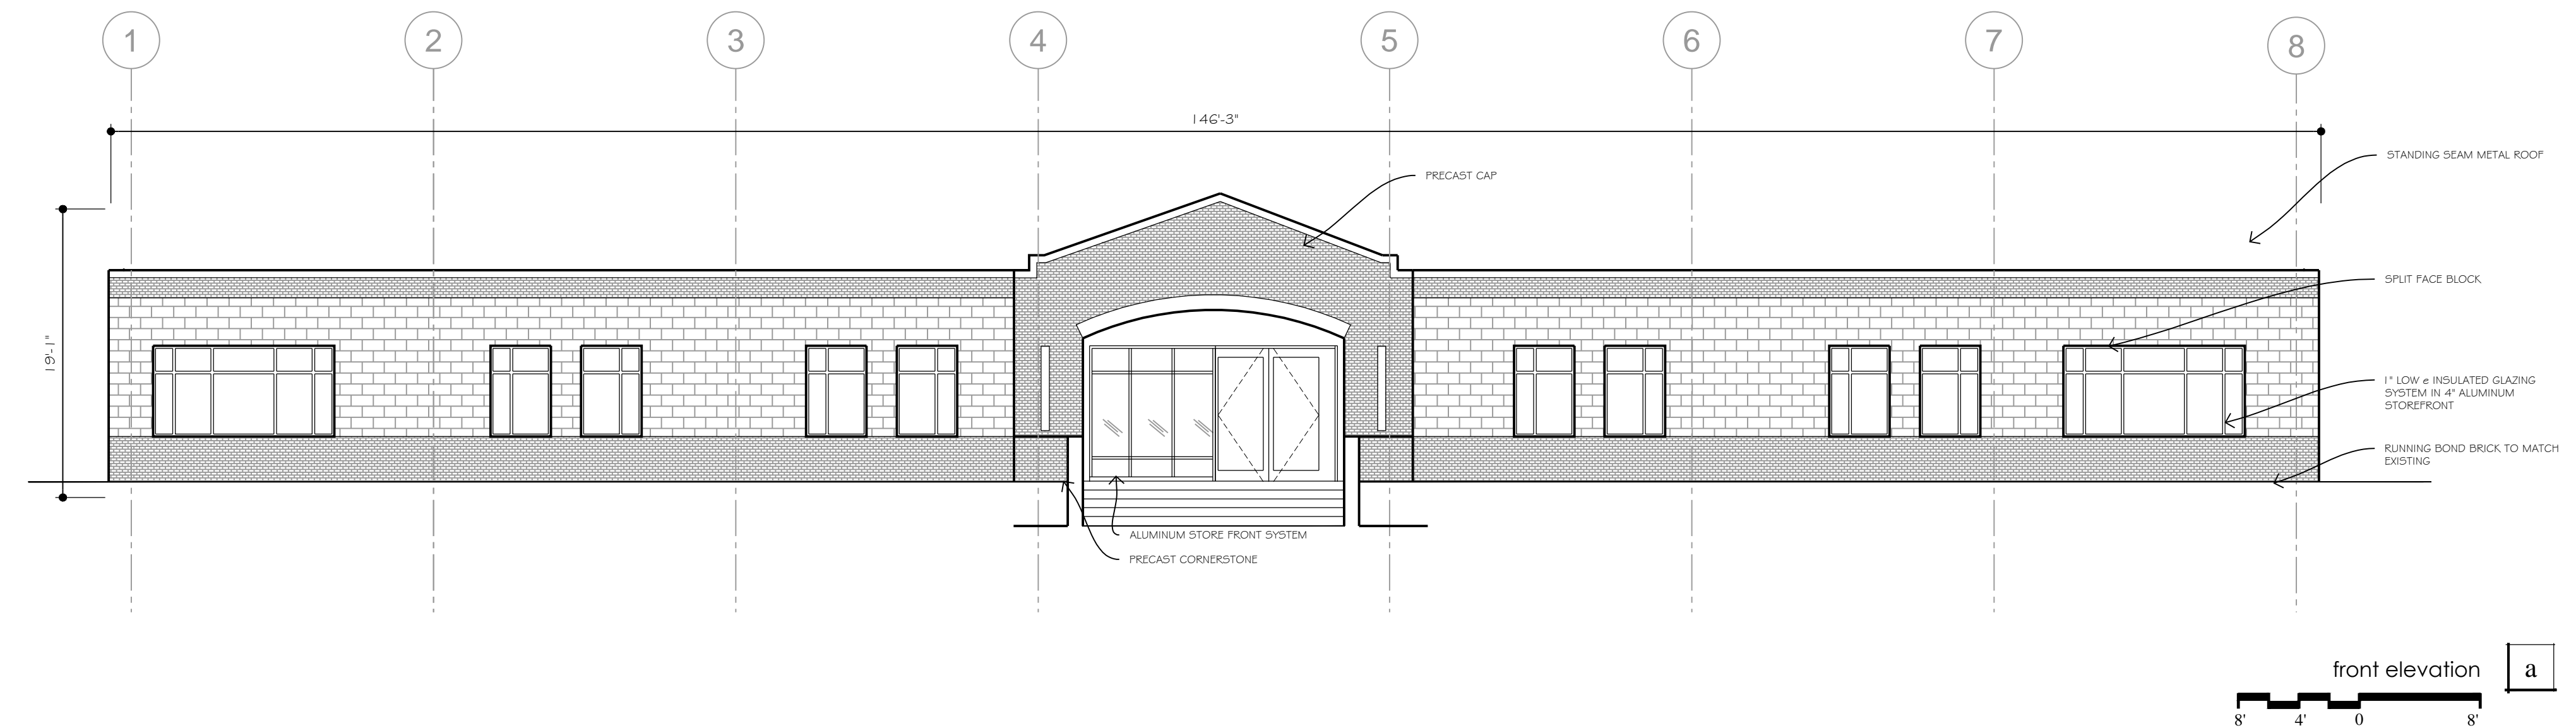 1 2 3 4 5 6 7 8
146'-3"
STANDING SEAM METAL ROOF
PRECAST CAP
SPLIT FACE BLOCK
19'-1"
1" LOW e INSULATED GLAZING
SYSTEM IN 4" ALUMINUM
STOREFRONT
RUNNING BOND BRICK TO MATCH
EXISTING
ALUMINUM STORE FRONT SYSTEM
PRECAST CORNERSTONE
front elevation
a
8' 4' 0 8'